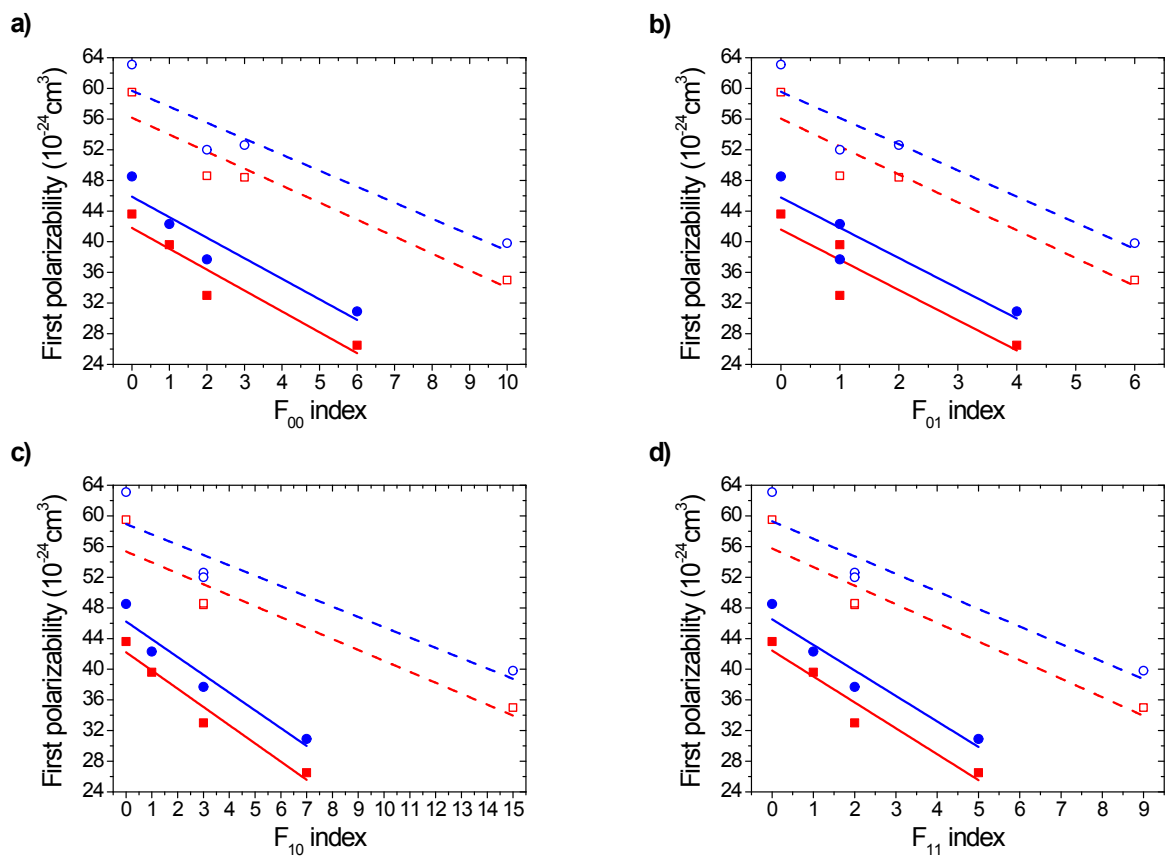 a)
First polarizability (10⁻²⁴cm³)
64
60
56
52
48
44
40
36
32
28
24
0 1 2 3 4 5 6 7 8 9 10
F₀₀ index
b)
First polarizability (10⁻²⁴cm³)
64
60
56
52
48
44
40
36
32
28
24
0 1 2 3 4 5 6
F₀₁ index
c)
First polarizability (10⁻²⁴cm³)
64
60
56
52
48
44
40
36
32
28
24
0 1 2 3 4 5 6 7 8 9 10 11 12 13 14 15
F₁₀ index
d)
First polarizability (10⁻²⁴cm³)
64
60
56
52
48
44
40
36
32
28
24
0 1 2 3 4 5 6 7 8 9
F₁₁ index